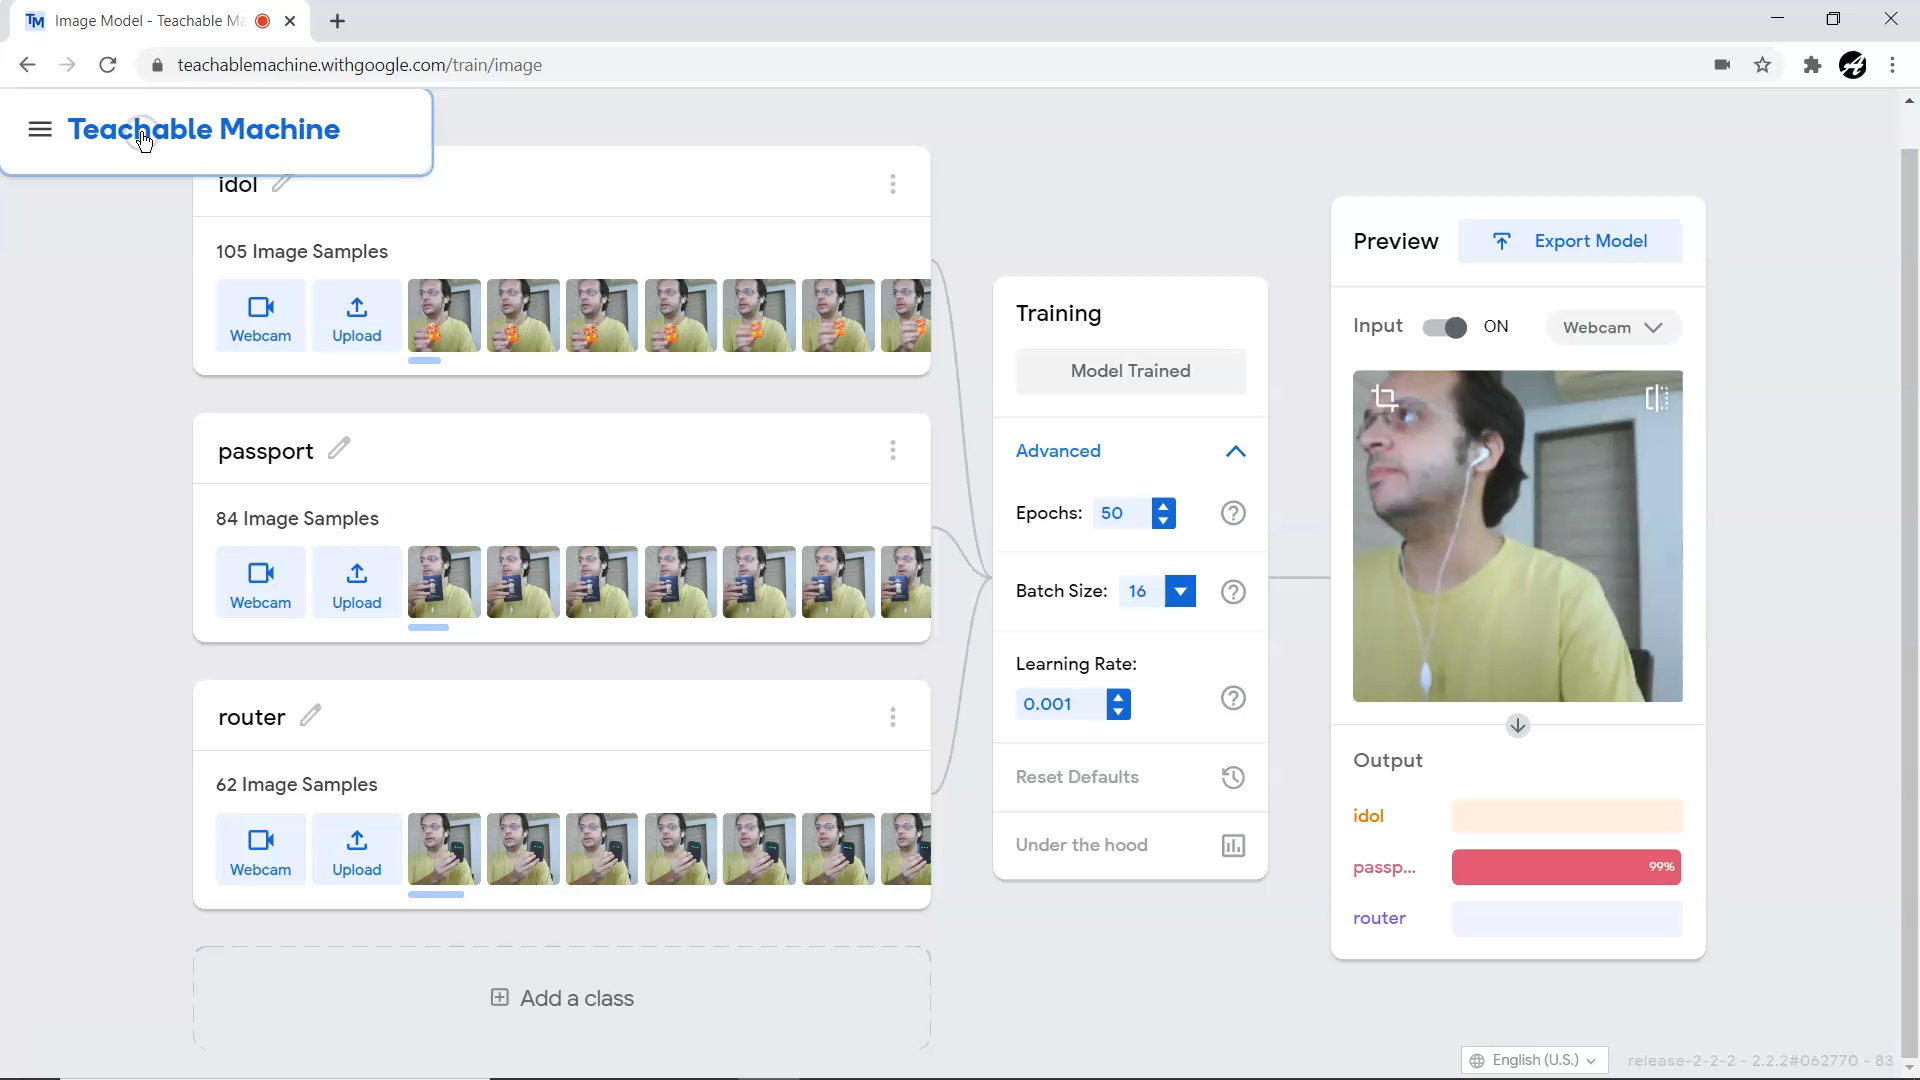 TM Image Model - Teachable Ma
teachablemachine.withgoogle.com/train/image
Teachable Machine
idol
105 Image Samples
Webcam
Upload
passport
84 Image Samples
Webcam
Upload
router
62 Image Samples
Webcam
Upload
Add a class
Training
Model Trained
Advanced
Epochs: 50
Batch Size: 16
Learning Rate:
0.001
Reset Defaults
Under the hood
Preview
Export Model
Input ON Webcam
Output
idol
passp... 99%
router
English (U.S.)
release-2-2-2 - 2.2.2#062770 - 83